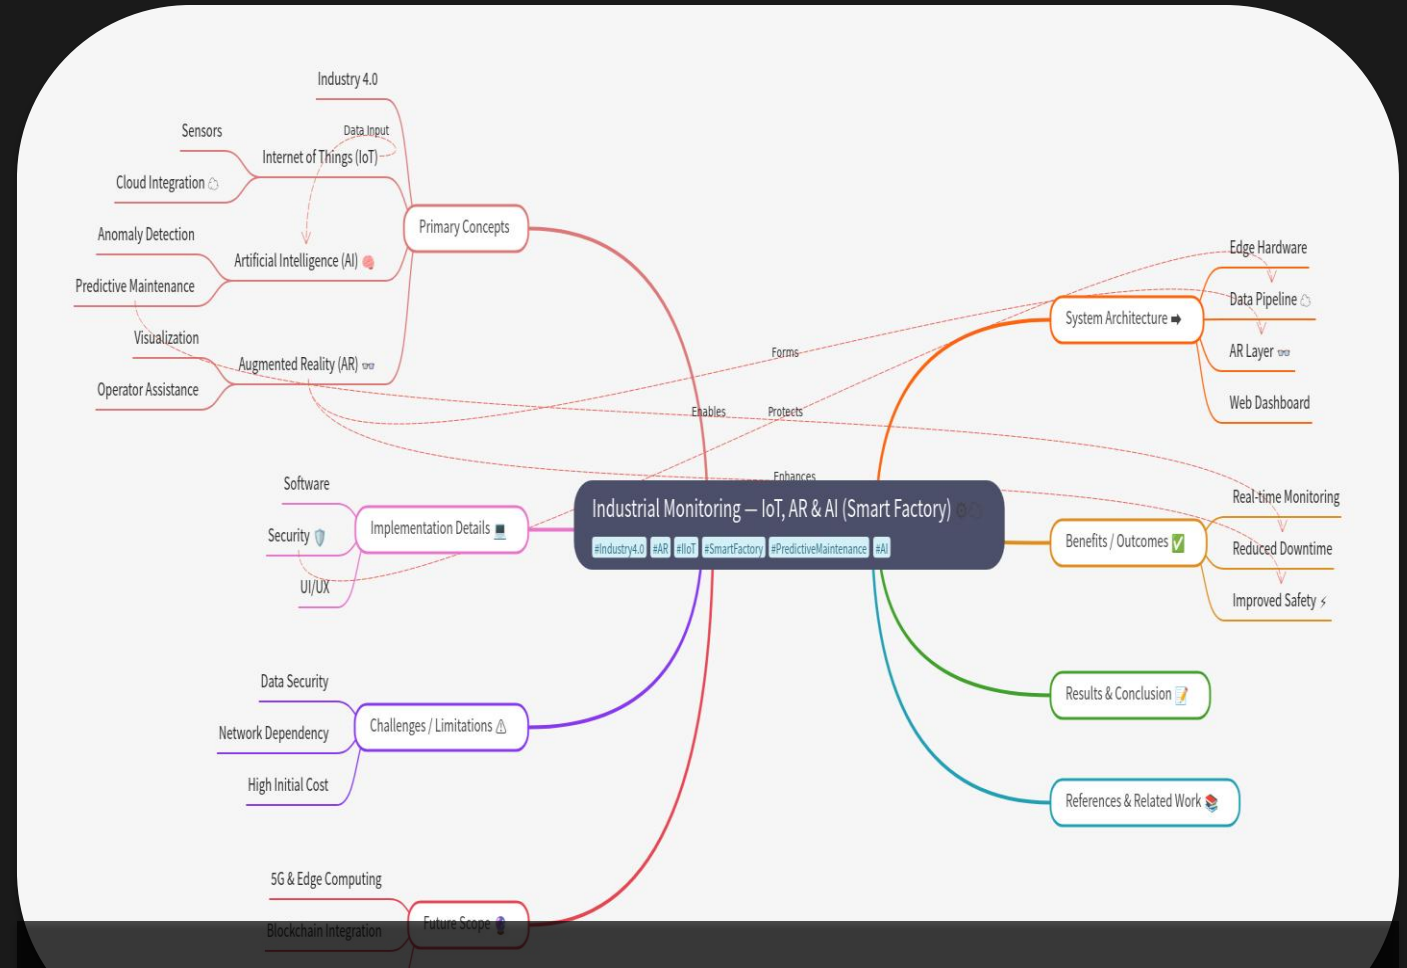 Industry 4.0
Data Input
Sensors
Internet of Things (IoT)
Cloud Integration
Primary Concepts
Anomaly Detection
Artificial Intelligence (AI)
Predictive Maintenance
Visualization
Augmented Reality (AR)
Operator Assistance
Edge Hardware
Data Pipeline
System Architecture
AR Layer
Web Dashboard
Forms
Enables
Protects
Enhances
Software
Implementation Details
Security
UI/UX
Industrial Monitoring — IoT, AR & AI (Smart Factory)
#Industry4.0 #AR #IIoT #SmartFactory #PredictiveMaintenance #AI
Real-time Monitoring
Benefits / Outcomes
Reduced Downtime
Improved Safety
Data Security
Challenges / Limitations
Network Dependency
High Initial Cost
Results & Conclusion
References & Related Work
5G & Edge Computing
Future Scope
Blockchain Integration